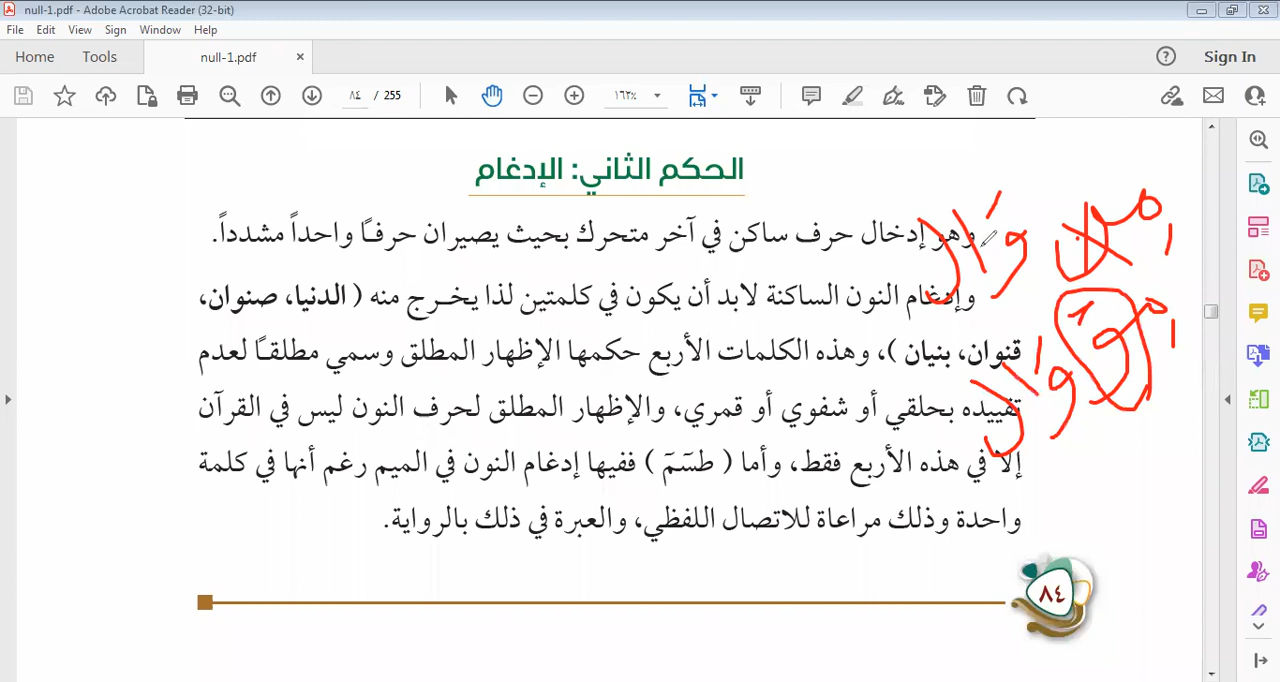 null-1.pdf - Adobe Acrobat Reader (32-bit)
File Edit View Sign Window Help
Home Tools null-1.pdf × Sign In
٨٤ / 255 ١٦٢٪
الحكم الثاني: الإدغام
وهو إدخال حرف ساكن في آخر متحرك بحيث يصيران حرفًا واحداً مشدداً.
وإدغام النون الساكنة لابد أن يكون في كلمتين لذا يخـرج منه ( الدنيا، صنوان،
قنوان، بنيان )، وهذه الكلمات الأربع حكمها الإظهار المطلق وسمي مطلقًا لعدم
تقييده بحلقي أو شفوي أو قمري، والإظهار المطلق لحرف النون ليس في القرآن
إلا في هذه الأربع فقط، وأما ( طسٓمٓ ) ففيها إدغام النون في الميم رغم أنها في كلمة
واحدة وذلك مراعاة للاتصال اللفظي، والعبرة في ذلك بالرواية.
٨٤
من وال